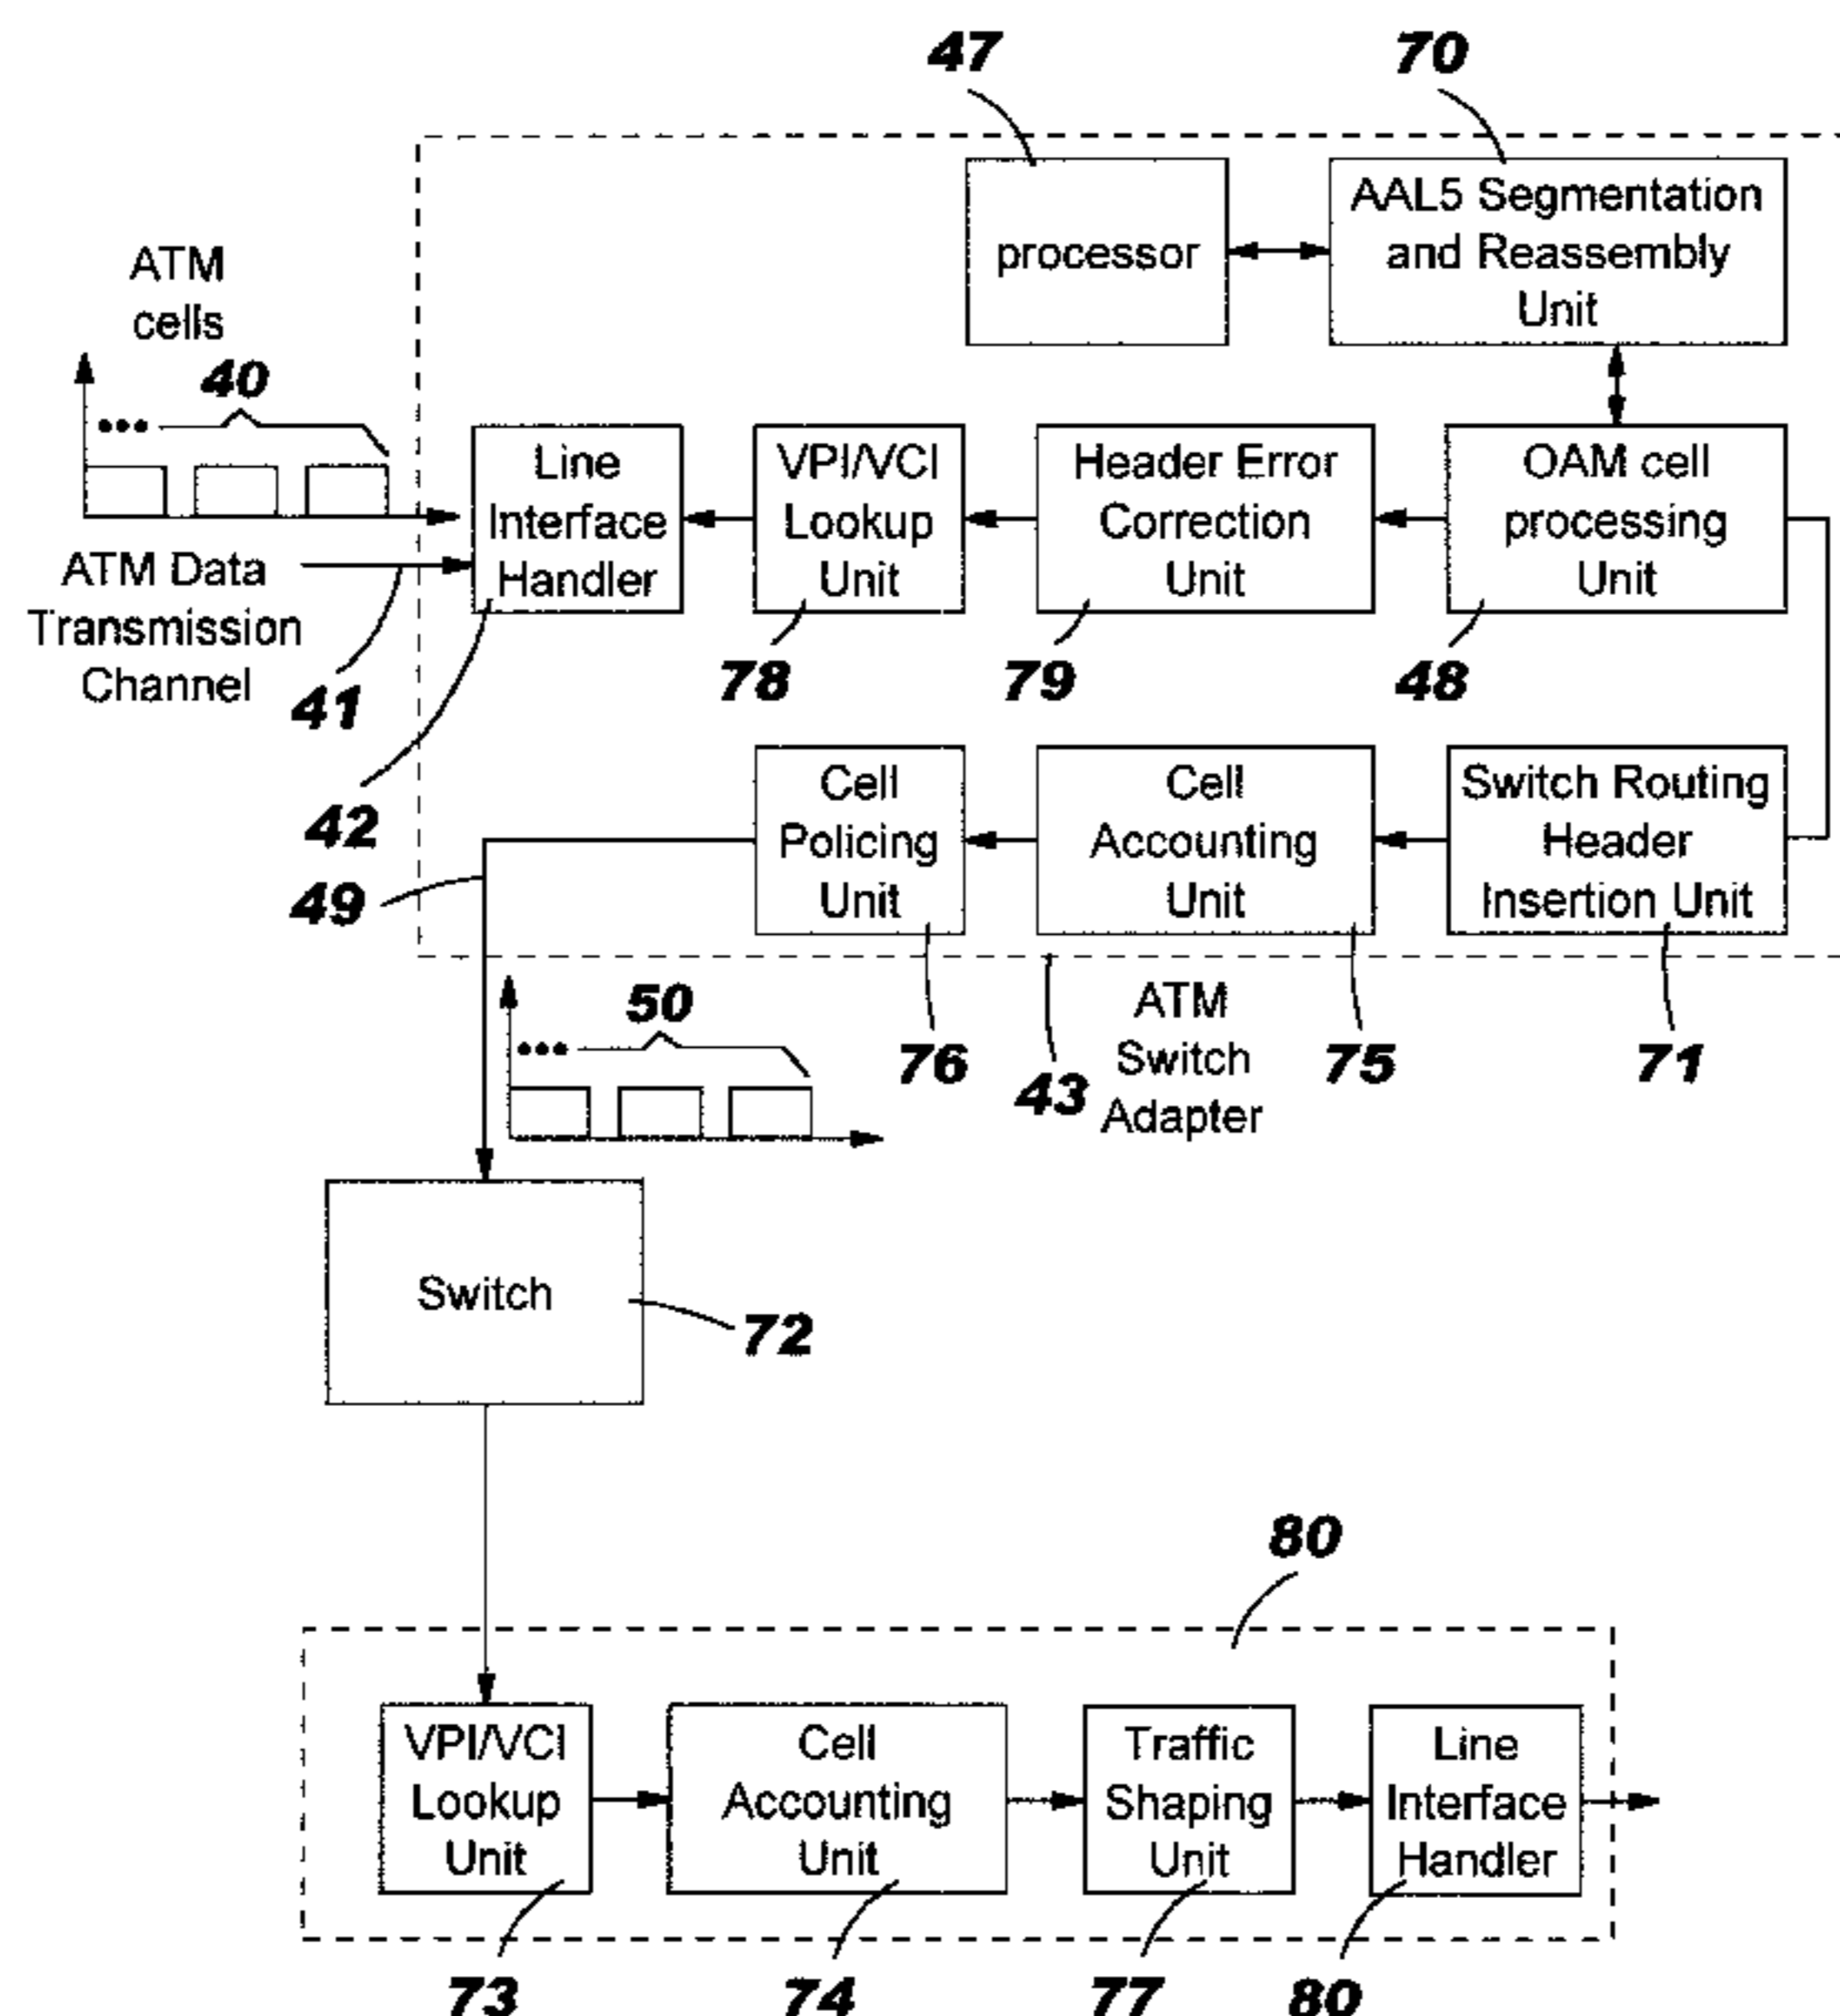 47
70
processor
AAL5 Segmentation
and Reassembly
Unit
ATM
cells
40
Line
Interface
Handler
VPI/VCI
Lookup
Unit
Header Error
Correction
Unit
OAM cell
processing
Unit
ATM Data
Transmission
Channel
41
42
78
79
48
Cell
Policing
Unit
Cell
Accounting
Unit
Switch Routing
Header
Insertion Unit
49
50
76
43
ATM
Switch
Adapter
75
71
Switch
72
80
VPI/VCI
Lookup
Unit
Cell
Accounting
Unit
Traffic
Shaping
Unit
Line
Interface
Handler
73
74
77
80